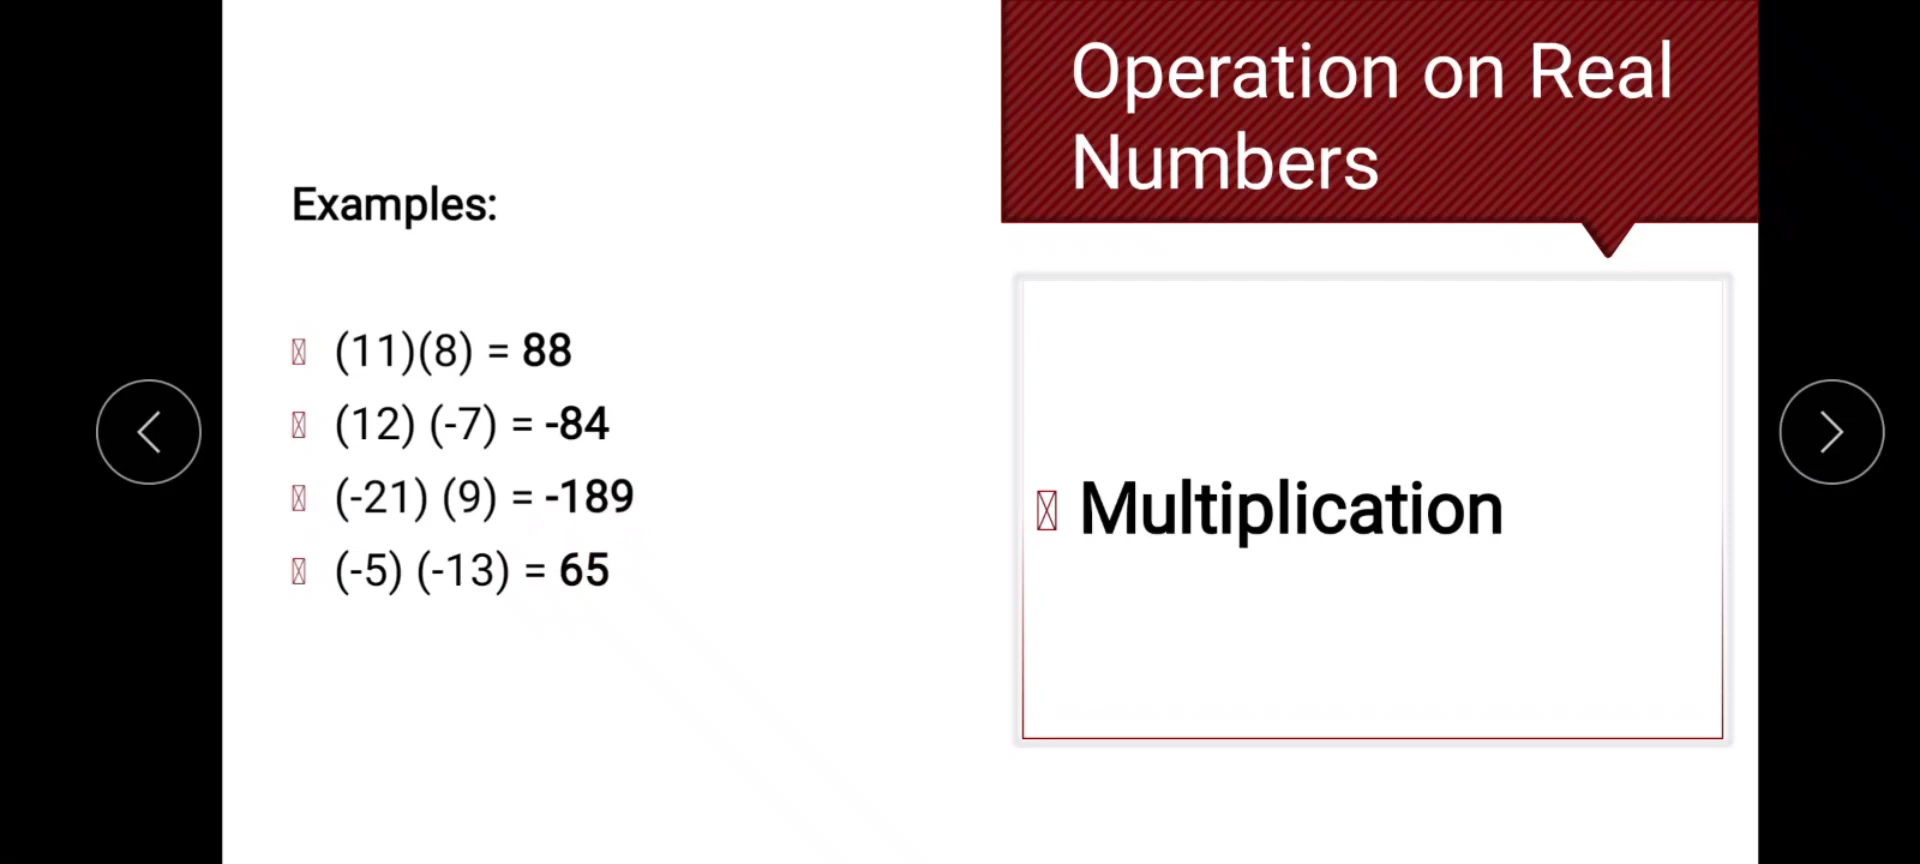 Operation on Real
Numbers
Examples:
(11)(8) = 88
(12) (-7) = -84
(-21) (9) = -189
(-5) (-13) = 65
Multiplication